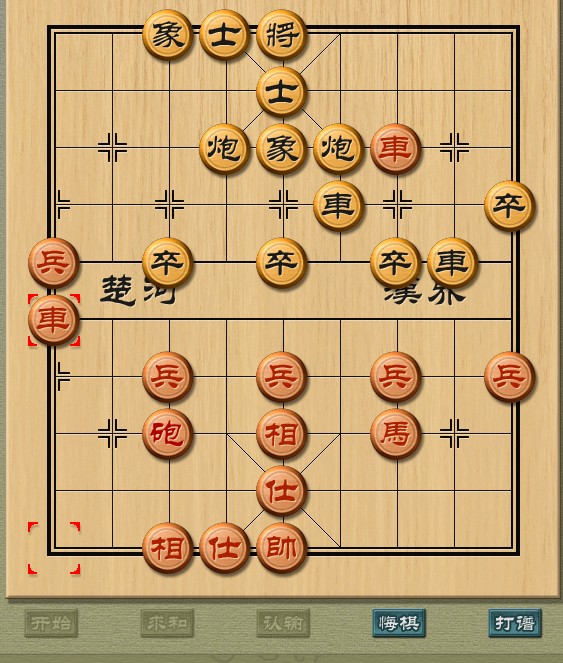 象士將
士
炮象炮車
車卒
兵卒卒卒車
楚河 漢界
車
兵兵兵兵
砲相馬
仕
相仕帥
开始 求和 认输 悔棋 打谱